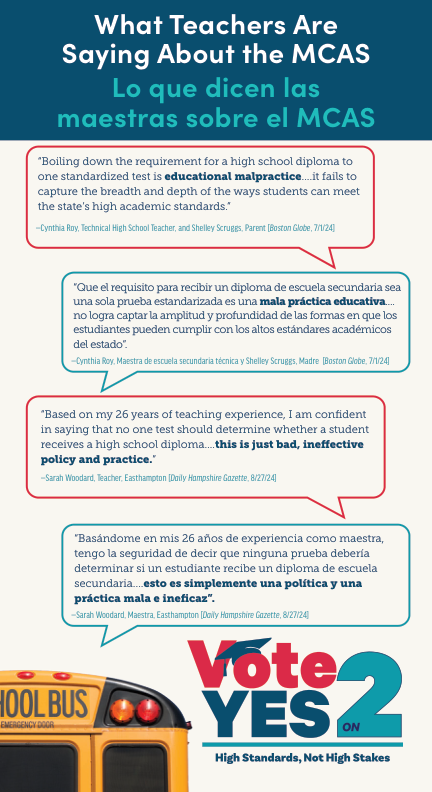 What Teachers Are
Saying About the MCAS
Lo que dicen las
maestras sobre el MCAS
“Boiling down the requirement for a high school diploma to
one standardized test is educational malpractice....it fails to
capture the breadth and depth of the ways students can meet
the state’s high academic standards.”
—Cynthia Roy, Technical High School Teacher, and Shelley Scruggs, Parent [Boston Globe, 7/1/24]
“Que el requisito para recibir un diploma de escuela secundaria sea
una sola prueba estandarizada es una mala práctica educativa....
no logra captar la amplitud y profundidad de las formas en que los
estudiantes pueden cumplir con los altos estándares académicos
del estado”.
—Cynthia Roy, Maestra de escuela secundaria técnica y Shelley Scruggs, Madre [Boston Globe, 7/1/24]
“Based on my 26 years of teaching experience, I am confident
in saying that no one test should determine whether a student
receives a high school diploma....this is just bad, ineffective
policy and practice.”
—Sarah Woodard, Teacher, Easthampton [Daily Hampshire Gazette, 8/27/24]
“Basándome en mis 26 años de experiencia como maestra,
tengo la seguridad de decir que ninguna prueba debería
determinar si un estudiante recibe un diploma de escuela
secundaria....esto es simplemente una política y una
práctica mala e ineficaz”.
—Sarah Woodard, Maestra, Easthampton [Daily Hampshire Gazette, 8/27/24]
HOOL BUS
EMERGENCY DOOR
Vote
YES ON 2
High Standards, Not High Stakes